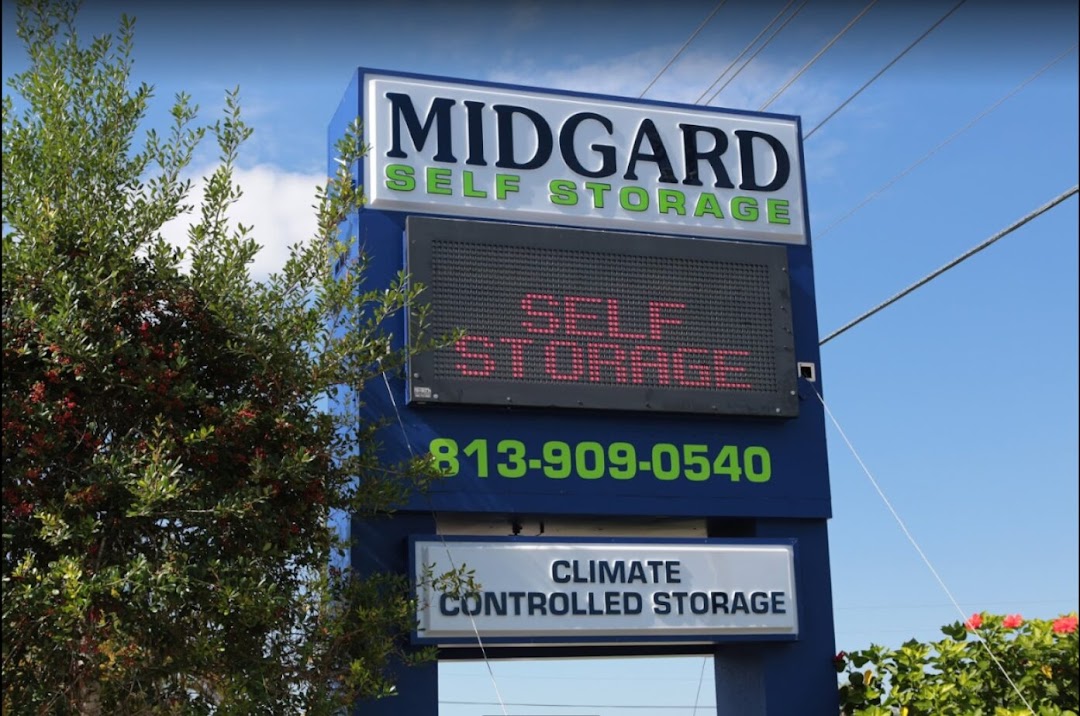 MIDGARD
SELF STORAGE
SELF
STORAGE
813-909-0540
CLIMATE
CONTROLLED STORAGE